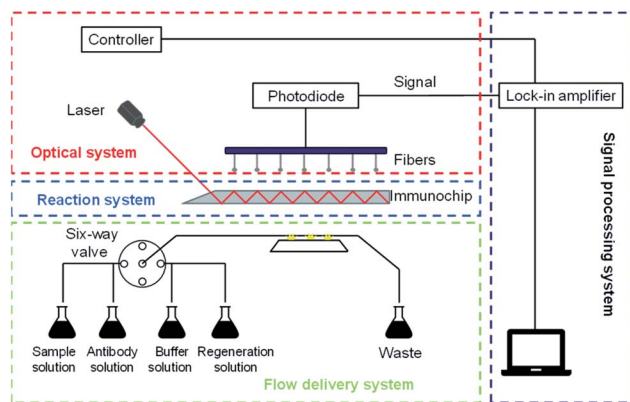 Controller
Signal
Photodiode
Lock-in amplifier
Laser
Optical system
Fibers
Reaction system
Immunochip
Six-way
valve
Sample
solution
Antibody
solution
Buffer
solution
Regeneration
solution
Waste
Flow delivery system
Signal processing system